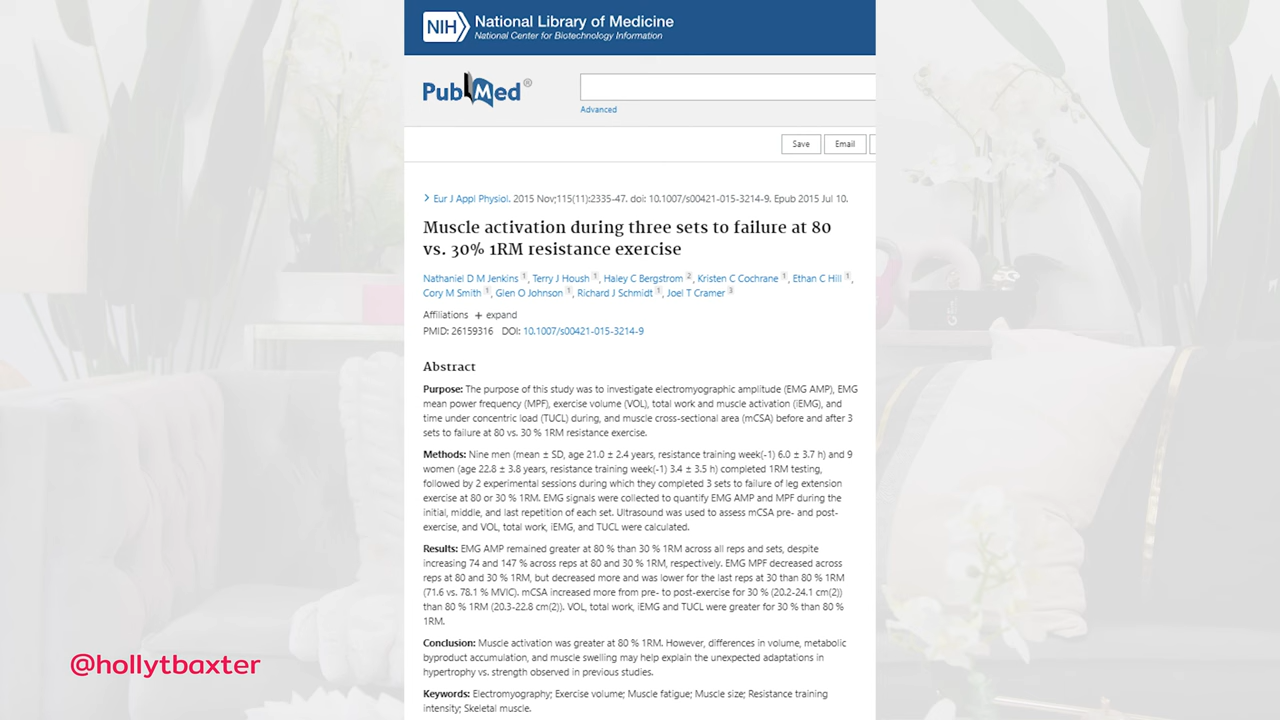 NIH National Library of Medicine
National Center for Biotechnology Information
PubMed®
Advanced
Save Email
> Eur J Appl Physiol. 2015 Nov;115(11):2335-47. doi: 10.1007/s00421-015-3214-9. Epub 2015 Jul 10.
Muscle activation during three sets to failure at 80
vs. 30% 1RM resistance exercise
Nathaniel D M Jenkins 1, Terry J Housh 1, Haley C Bergstrom 2, Kristen C Cochrane 1, Ethan C Hill 1,
Cory M Smith 1, Glen O Johnson 1, Richard J Schmidt 1, Joel T Cramer 3
Affiliations + expand
PMID: 26159316 DOI: 10.1007/s00421-015-3214-9
Abstract
Purpose: The purpose of this study was to investigate electromyographic amplitude (EMG AMP), EMG
mean power frequency (MPF), exercise volume (VOL), total work and muscle activation (iEMG), and
time under concentric load (TUCL) during, and muscle cross-sectional area (mCSA) before and after 3
sets to failure at 80 vs. 30 % 1RM resistance exercise.
Methods: Nine men (mean ± SD, age 21.0 ± 2.4 years, resistance training week(-1) 6.0 ± 3.7 h) and 9
women (age 22.8 ± 3.8 years, resistance training week(-1) 3.4 ± 3.5 h) completed 1RM testing,
followed by 2 experimental sessions during which they completed 3 sets to failure of leg extension
exercise at 80 or 30 % 1RM. EMG signals were collected to quantify EMG AMP and MPF during the
initial, middle, and last repetition of each set. Ultrasound was used to assess mCSA pre- and post-
exercise, and VOL, total work, iEMG, and TUCL were calculated.
Results: EMG AMP remained greater at 80 % than 30 % 1RM across all reps and sets, despite
increasing 74 and 147 % across reps at 80 and 30 % 1RM, respectively. EMG MPF decreased across
reps at 80 and 30 % 1RM, but decreased more and was lower for the last reps at 30 than 80 % 1RM
(71.6 vs. 78.1 % MVIC). mCSA increased more from pre- to post-exercise for 30 % (20.2-24.1 cm(2))
than 80 % 1RM (20.3-22.8 cm(2)). VOL, total work, iEMG and TUCL were greater for 30 % than 80 %
1RM.
Conclusion: Muscle activation was greater at 80 % 1RM. However, differences in volume, metabolic
byproduct accumulation, and muscle swelling may help explain the unexpected adaptations in
hypertrophy vs. strength observed in previous studies.
Keywords: Electromyography; Exercise volume; Muscle fatigue; Muscle size; Resistance training
intensity; Skeletal muscle.
@hollytbaxter